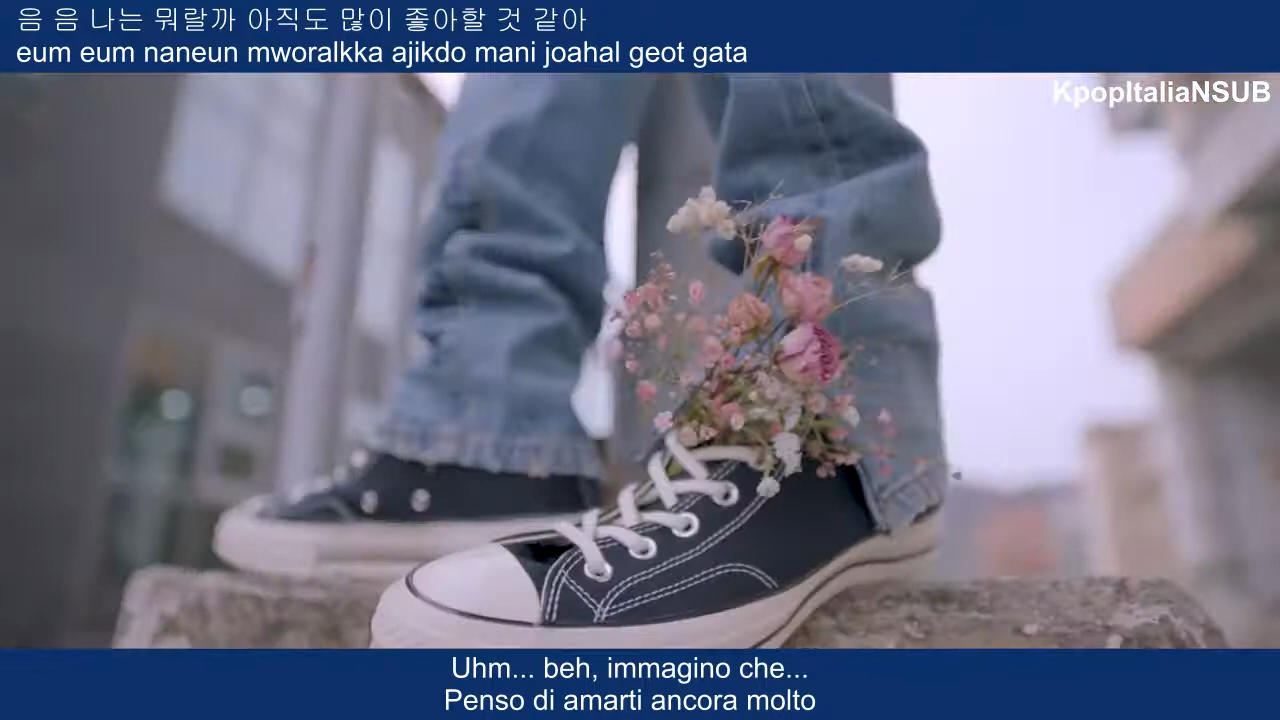 음 음 나는 뭐랄까 아직도 많이 좋아할 것 같아
eum eum naneun mworalkka ajikdo mani joahal geot gata
KpopItaliaNSUB
Uhm... beh, immagino che...
Penso di amarti ancora molto